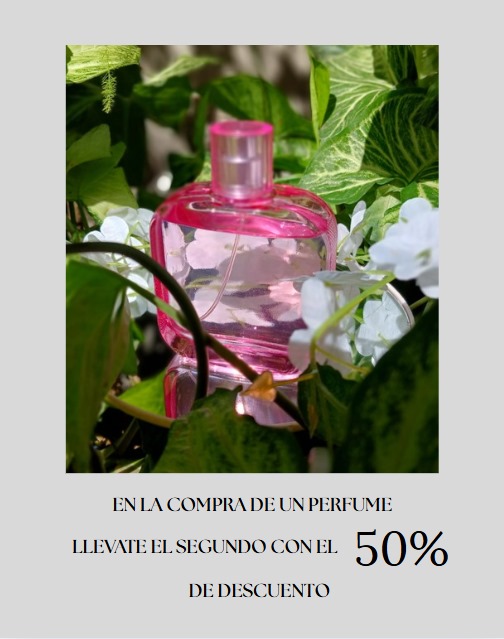 EN LA COMPRA DE UN PERFUME
LLEVATE EL SEGUNDO CON EL 50%
DE DESCUENTO